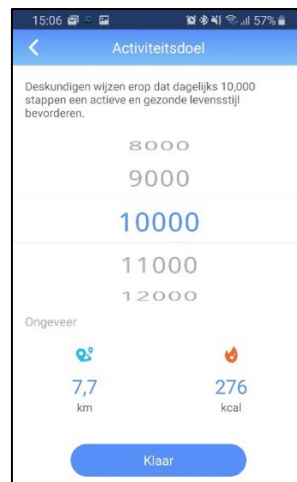 15:06 57%
Activiteitsdoel
Deskundigen wijzen erop dat dagelijks 10,000
stappen een actieve en gezonde levensstijl
bevorderen.
8000
9000
10000
11000
12000
Ongeveer
7,7 276
km kcal
Klaar